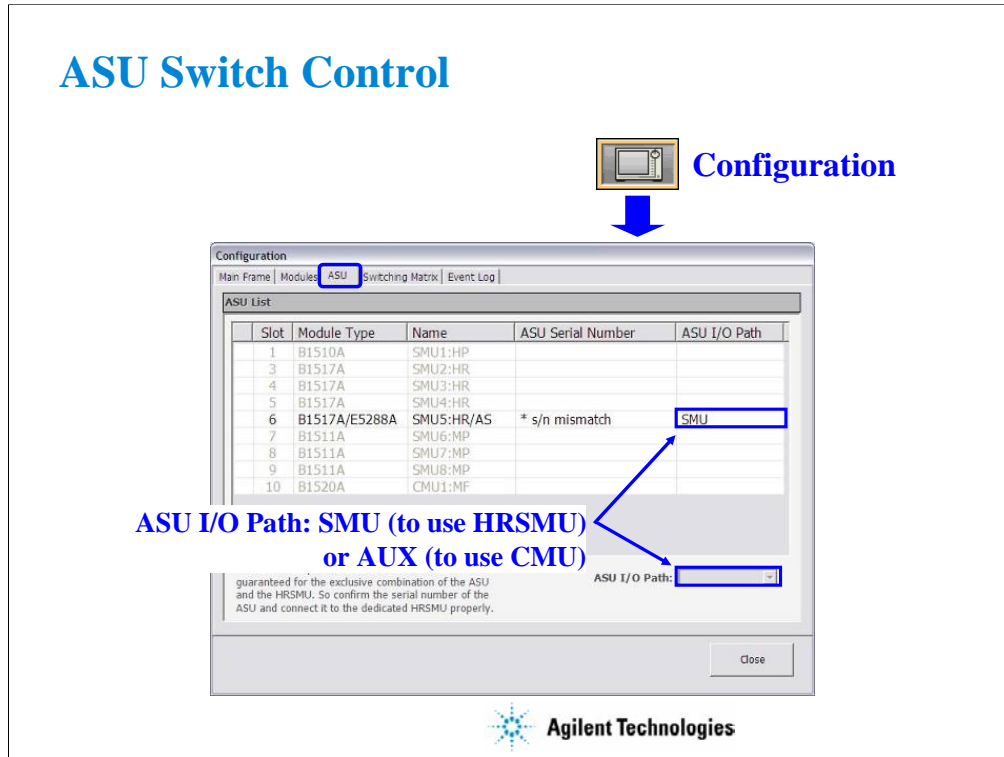 ASU Switch Control
Configuration
Configuration
Main Frame | Modules | ASU | Switching Matrix | Event Log |
ASU List
Slot Module Type Name ASU Serial Number ASU I/O Path
1 B1510A SMU1:HP
3 B1517A SMU2:HR
4 B1517A SMU3:HR
5 B1517A SMU4:HR
6 B1517A/E5288A SMU5:HR/AS * s/n mismatch SMU
7 B1511A SMU6:MP
8 B1511A SMU7:MP
9 B1511A SMU8:MP
10 B1520A CMU1:MF
ASU I/O Path: SMU (to use HRSMU)
or AUX (to use CMU)
guaranteed for the exclusive combination of the ASU
and the HRSMU. So confirm the serial number of the
ASU and connect it to the dedicated HRSMU properly.
ASU I/O Path:
Close
Agilent Technologies